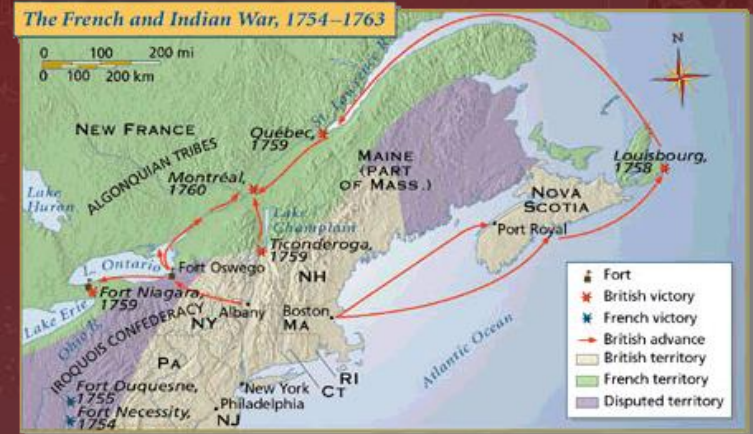 The French and Indian War, 1754–1763
0 100 200 mi
0 100 200 km
N
St. Lawrence R.
NEW FRANCE
Québec,
1759
ALGONQUIAN TRIBES
Montréal,
1760
MAINE
(PART
OF MASS.)
Louisbourg,
1758
Lake
Huron
NOVA
SCOTIA
Port Royal
Lake
Champlain
Ticonderoga,
1759
L. Ontario
Fort Oswego
NH
Fort Niagara,
1759
Lake Erie
Albany
Boston
MA
NY
IROQUOIS CONFEDERACY
Ohio R.
Atlantic Ocean
PA
RI
CT
Fort Duquesne,
1755
Fort Necessity,
1754
New York
Philadelphia
NJ
Fort
British victory
French victory
British advance
British territory
French territory
Disputed territory